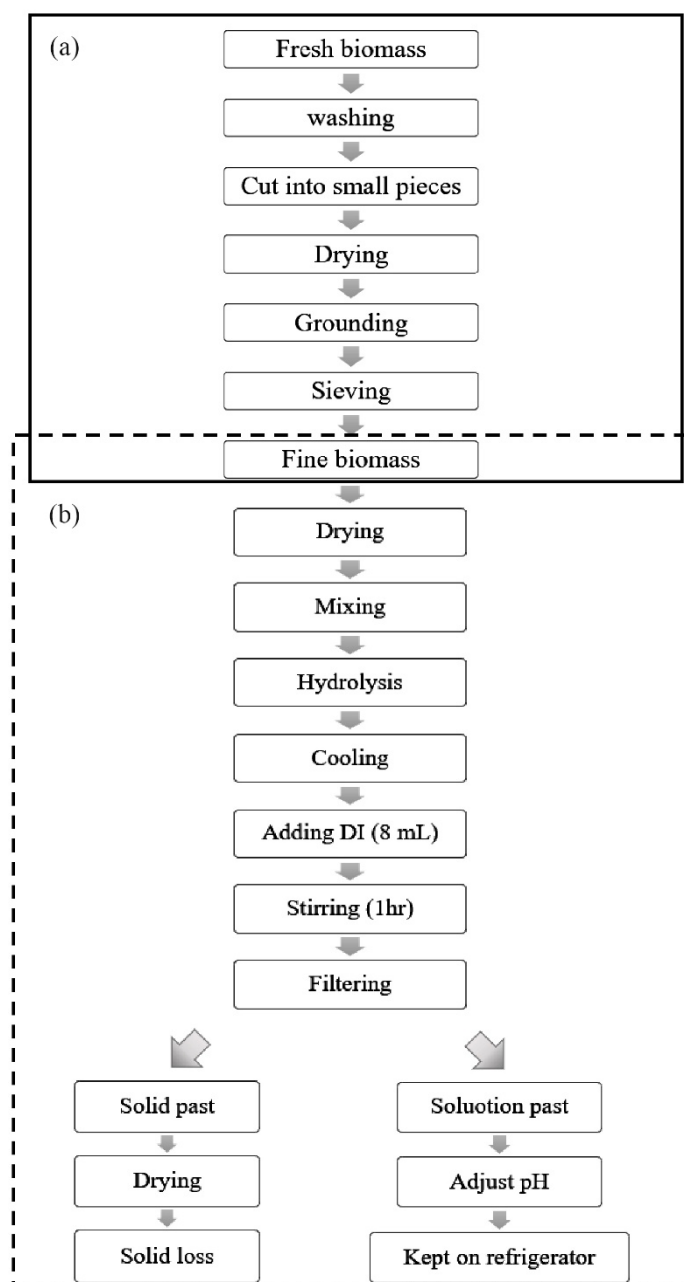 (a)
Fresh biomass
washing
Cut into small pieces
Drying
Grounding
Sieving
Fine biomass
(b)
Drying
Mixing
Hydrolysis
Cooling
Adding DI (8 mL)
Stirring (1hr)
Filtering
Solid past
Soluotion past
Drying
Adjust pH
Solid loss
Kept on refrigerator